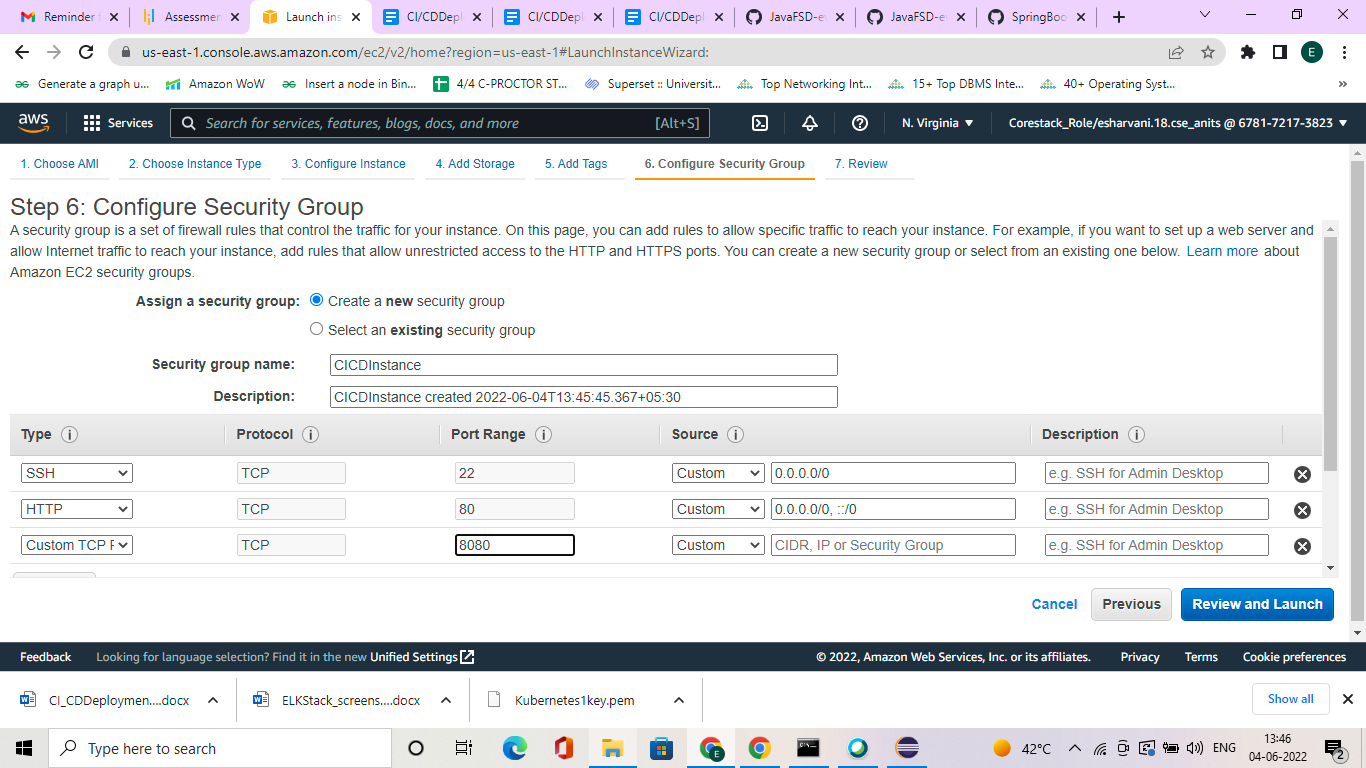 Reminder f
Assessmen
Launch ins
CI/CDDepl
CI/CDDepl
CI/CDDepl
JavaFSD-ev
JavaFSD-ev
SpringBoo
us-east-1.console.aws.amazon.com/ec2/v2/home?region=us-east-1#LaunchInstanceWizard:
E
Generate a graph u...
Amazon WoW
Insert a node in Bin...
4/4 C-PROCTOR ST...
Superset :: Universit...
Top Networking Int...
15+ Top DBMS Inte...
40+ Operating Syst...
»
aws
Services
Search for services, features, blogs, docs, and more
[Alt+S]
N. Virginia
Corestack_Role/esharvani.18.cse_anits @ 6781-7217-3823
1. Choose AMI
2. Choose Instance Type
3. Configure Instance
4. Add Storage
5. Add Tags
6. Configure Security Group
7. Review
Step 6: Configure Security Group
A security group is a set of firewall rules that control the traffic for your instance. On this page, you can add rules to allow specific traffic to reach your instance. For example, if you want to set up a web server and
allow Internet traffic to reach your instance, add rules that allow unrestricted access to the HTTP and HTTPS ports. You can create a new security group or select from an existing one below. Learn more about
Amazon EC2 security groups.
Assign a security group: Create a new security group
Select an existing security group
Security group name: CICDInstance
Description: CICDInstance created 2022-06-04T13:45:45.367+05:30
Type i Protocol i Port Range i Source i Description i
SSH TCP 22 Custom 0.0.0.0/0 e.g. SSH for Admin Desktop
HTTP TCP 80 Custom 0.0.0.0/0, ::/0 e.g. SSH for Admin Desktop
Custom TCP F TCP 8080 Custom CIDR, IP or Security Group e.g. SSH for Admin Desktop
Cancel Previous Review and Launch
Feedback Looking for language selection? Find it in the new Unified Settings © 2022, Amazon Web Services, Inc. or its affiliates. Privacy Terms Cookie preferences
CI_CDDeploymen....docx
ELKStack_screens....docx
Kubernetes1key.pem
Show all
Type here to search
E
42°C
ENG
13:46
04-06-2022
2